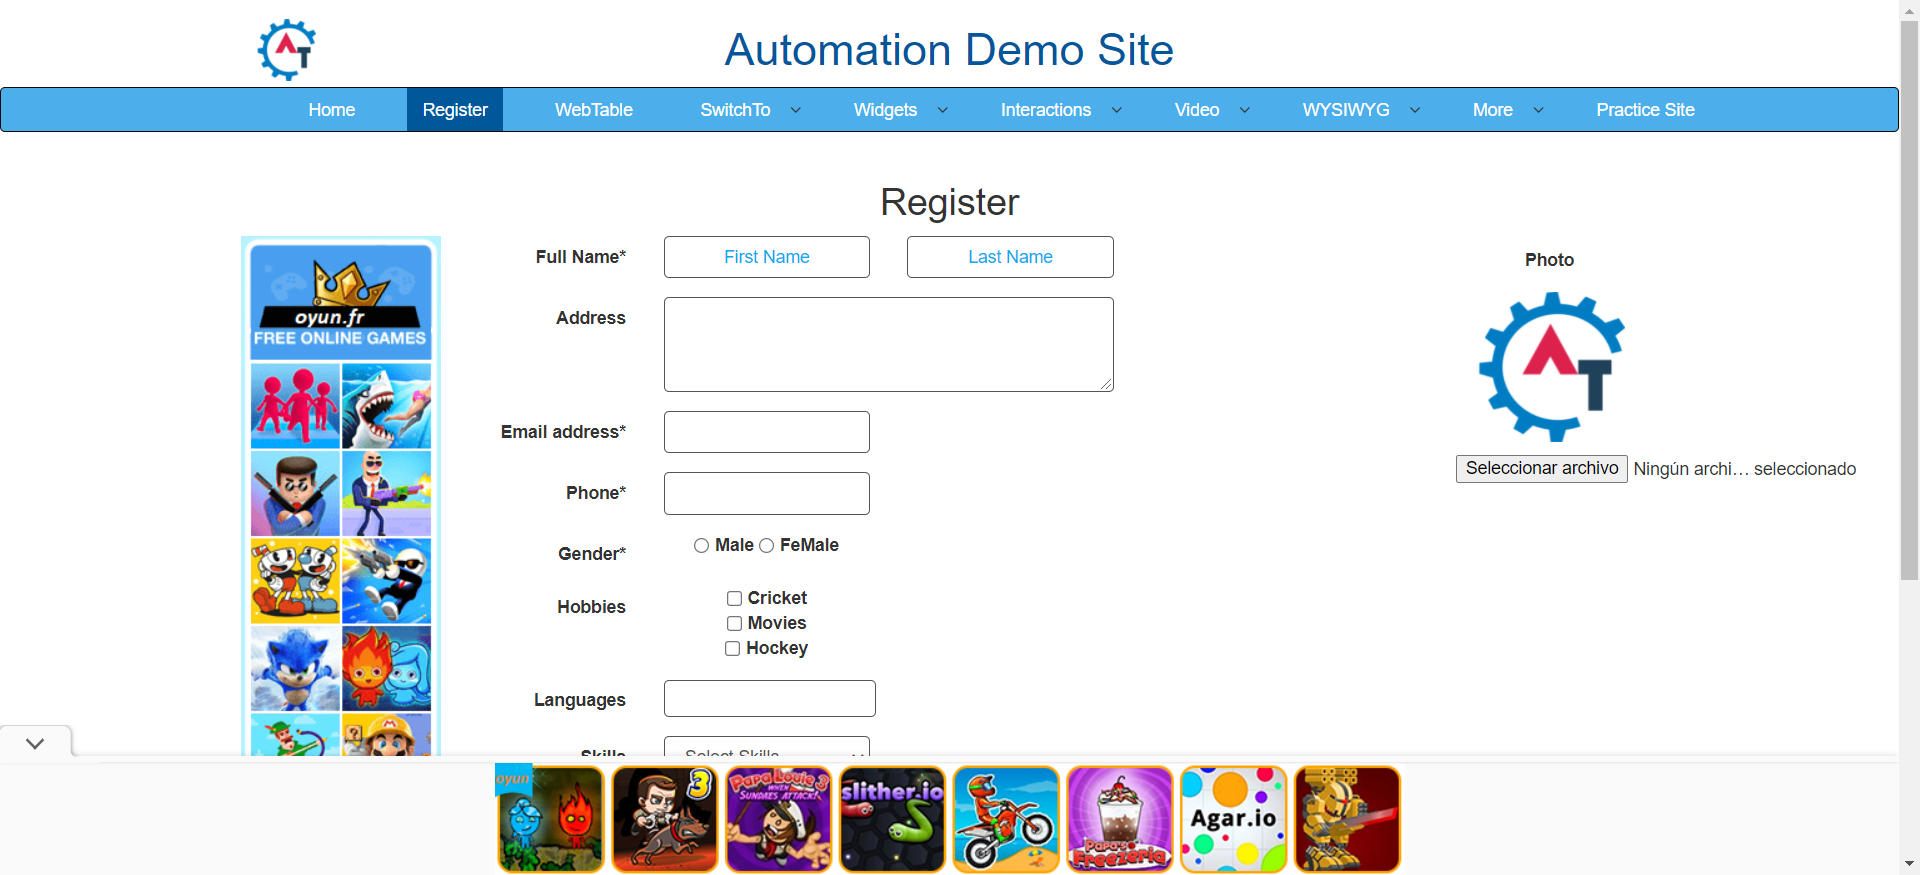 Automation Demo Site
Home Register WebTable SwitchTo Widgets Interactions Video WYSIWYG More Practice Site
Register
oyun.fr
FREE ONLINE GAMES
Full Name* First Name Last Name
Photo
Address
Email address*
Seleccionar archivo Ningún archi... seleccionado
Phone*
Gender* Male FeMale
Hobbies Cricket
Movies
Hockey
Languages
Skills Select Skills
oyun
3
Papa Louie 3
WHEN
SUNDAES ATTACK!
slither.io
Papa's
Freezeria
Agar.io